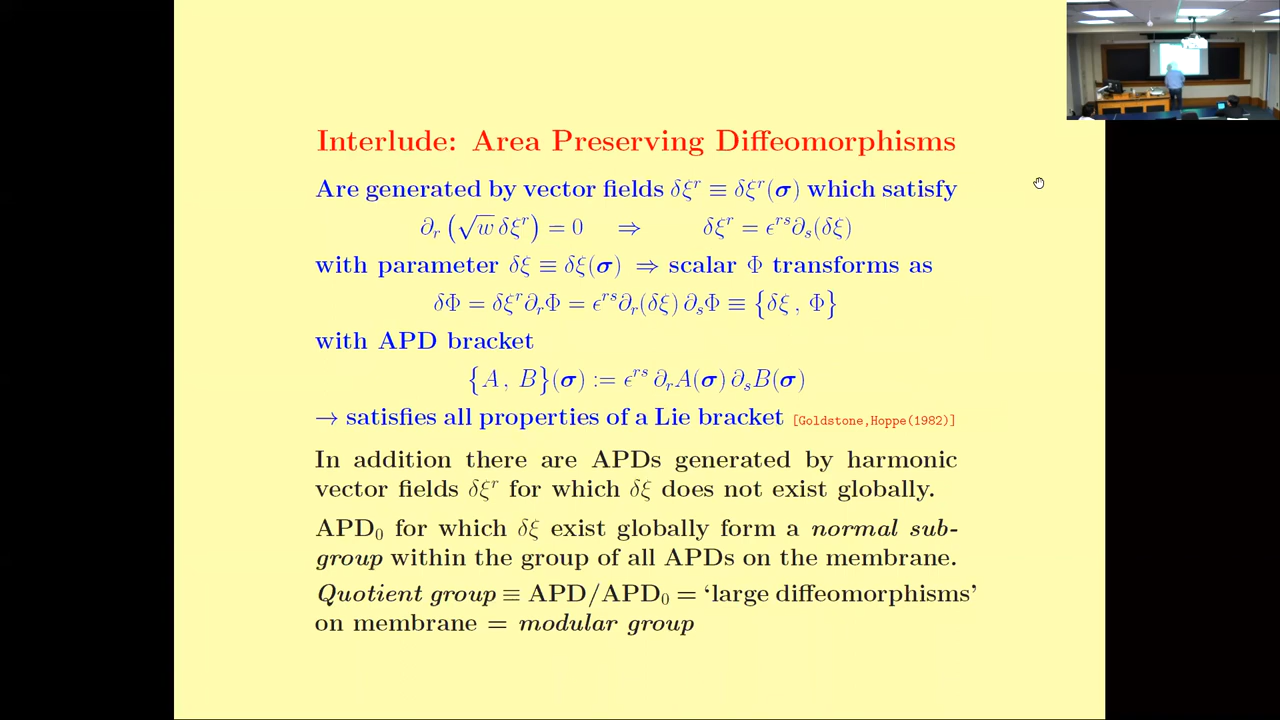 Interlude: Area Preserving Diffeomorphisms
Are generated by vector fields δξ^r ≡ δξ^r(σ) which satisfy
∂_r (√w δξ^r) = 0 ⇒ δξ^r = ϵ^{rs}∂_s(δξ)
with parameter δξ ≡ δξ(σ) ⇒ scalar Φ transforms as
δΦ = δξ^r∂_rΦ = ϵ^{rs}∂_r(δξ) ∂_sΦ ≡ {δξ , Φ}
with APD bracket
{A , B}(σ) := ϵ^{rs} ∂_rA(σ) ∂_sB(σ)
→ satisfies all properties of a Lie bracket [Goldstone,Hoppe(1982)]
In addition there are APDs generated by harmonic
vector fields δξ^r for which δξ does not exist globally.
APD₀ for which δξ exist globally form a normal sub-
group within the group of all APDs on the membrane.
Quotient group ≡ APD/APD₀ = ‘large diffeomorphisms’
on membrane = modular group